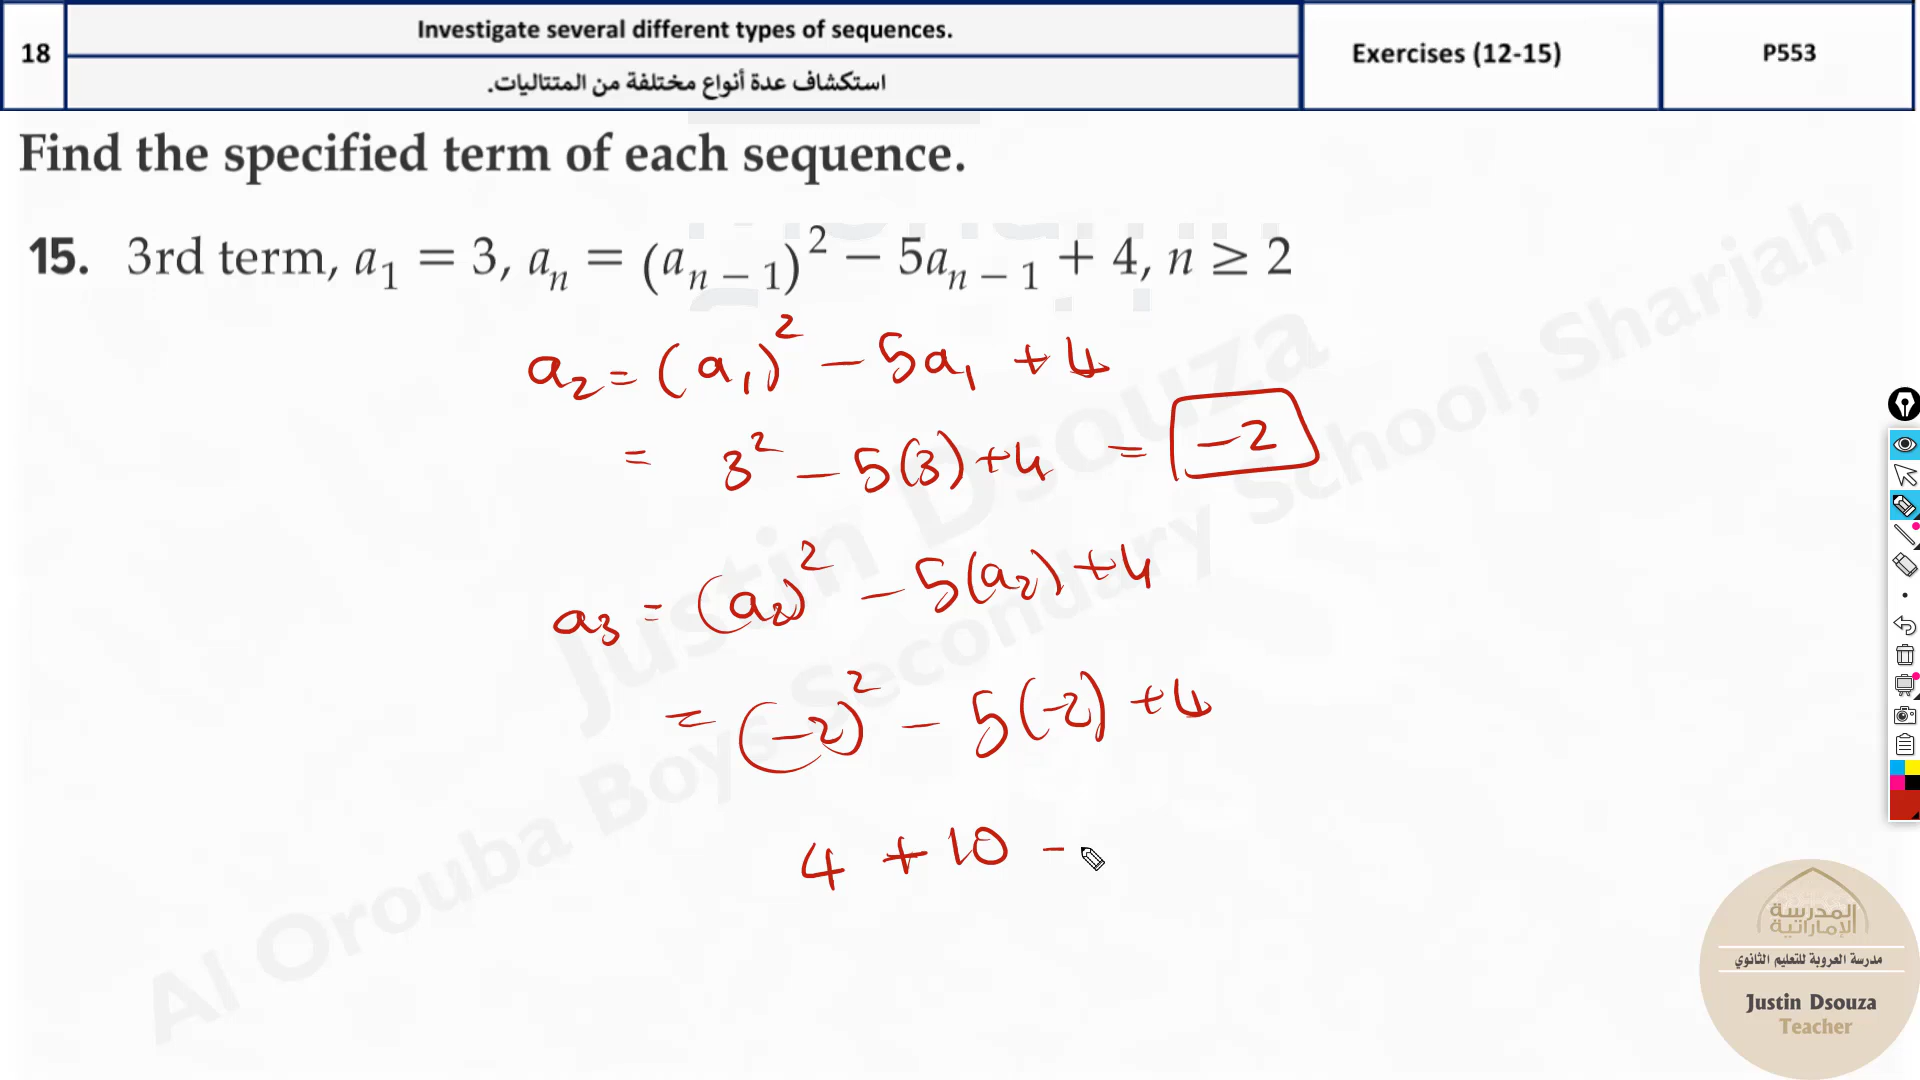 18
Investigate several different types of sequences.
استكشاف عدة أنواع مختلفة من المتتاليات.
Exercises (12-15)
P553
Find the specified term of each sequence.
15. 3rd term, a₁ = 3, aₙ = (aₙ₋₁)² − 5aₙ₋₁ + 4, n ≥ 2
a₂ = (a₁)² − 5a₁ + 4
= 3² − 5(3) + 4 = −2
a₃ = (a₂)² − 5(a₂) + 4
= (−2)² − 5(−2) + 4
4 + 10 −
Justin Dsouza
Al Orouba Boys Secondary School, Sharjah
المدرسة
الإماراتية
مدرسة العروبة للتعليم الثانوي
Justin Dsouza
Teacher